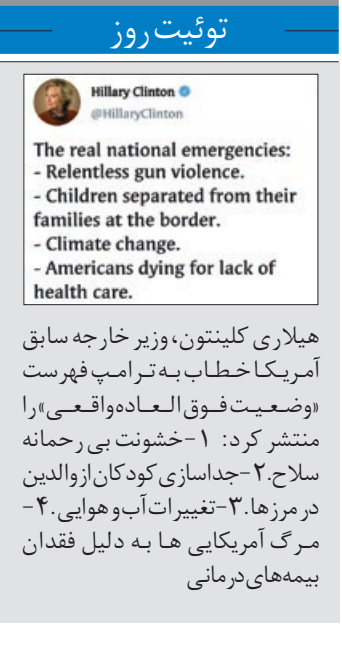 توئیت روز
Hillary Clinton
@HillaryClinton
The real national emergencies:
- Relentless gun violence.
- Children separated from their
families at the border.
- Climate change.
- Americans dying for lack of
health care.
هیلاری کلینتون، وزیر خارجه سابق
آمریکا خطاب به ترامپ فهرست
«وضعیت فوق‌العاده واقعی» را
منتشر کرد: ۱-خشونت بی رحمانه
سلاح.۲-جداسازی کودکان از والدین
در مرزها.۳-تغییرات آب و هوایی.۴-
مرگ آمریکایی ها به دلیل فقدان
بیمه‌های درمانی